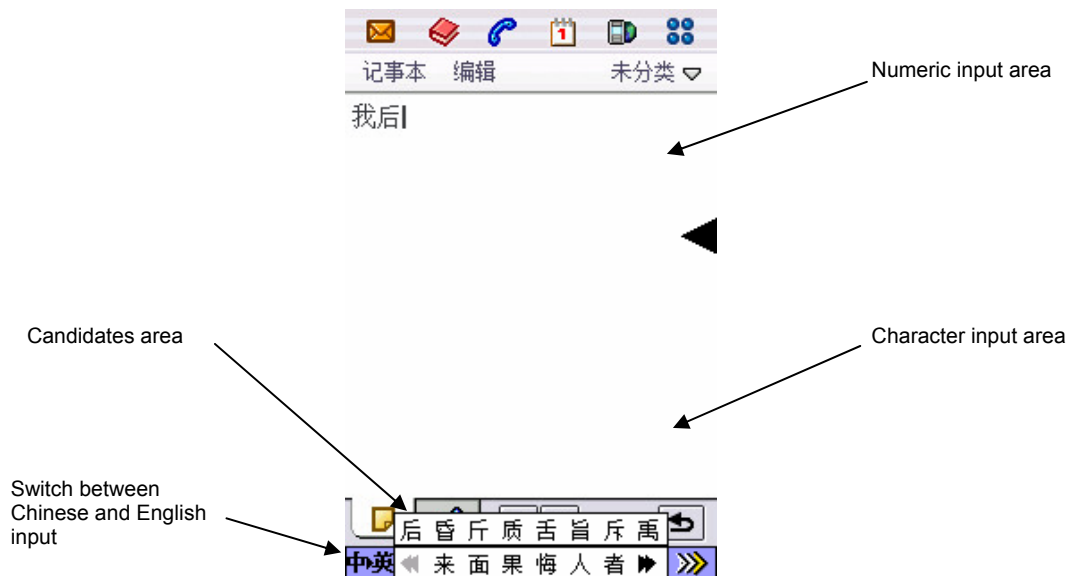 1
记事本 编辑 未分类
Numeric input area
我后
Candidates area
Character input area
Switch between
Chinese and English
input
后 昏 斤 质 舌 旨 斥 禹
中 英 来 面 果 悔 人 者